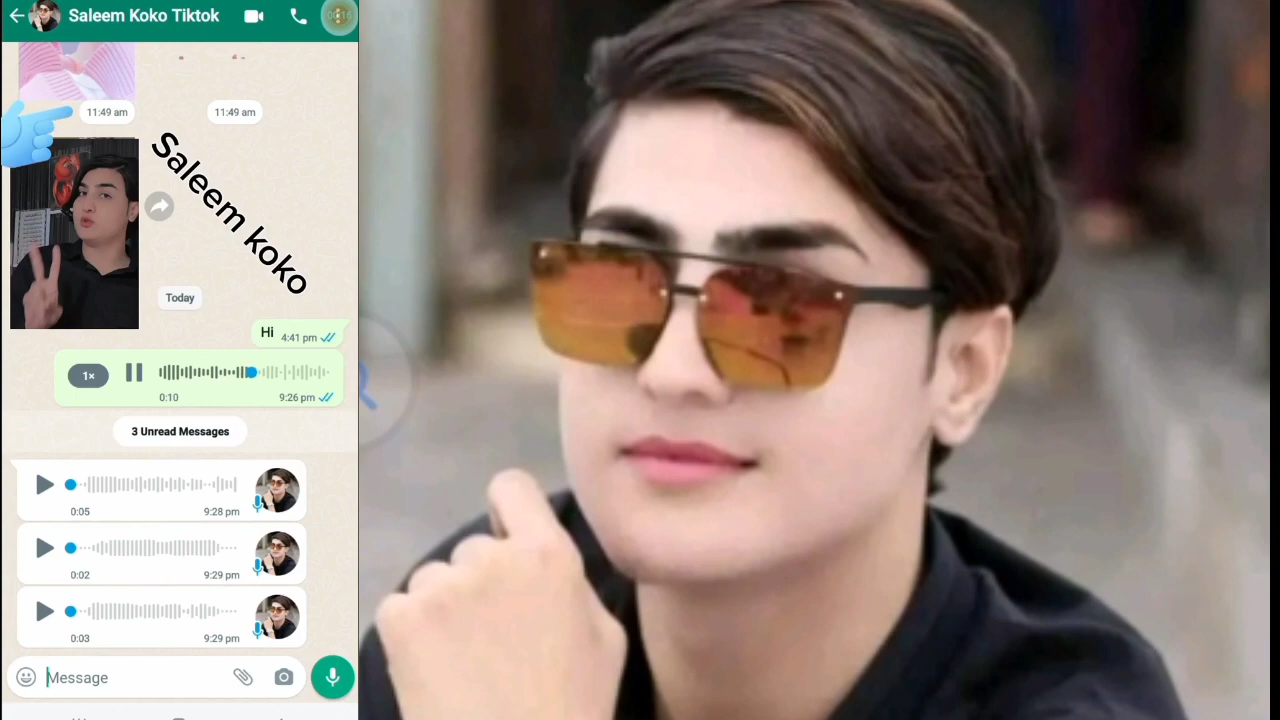 Saleem Koko Tiktok
11:49 am
11:49 am
Saleem koko
Today
Hi
4:41 pm
1×
0:10
9:26 pm
3 Unread Messages
0:05
9:28 pm
0:02
9:29 pm
0:03
9:29 pm
Message